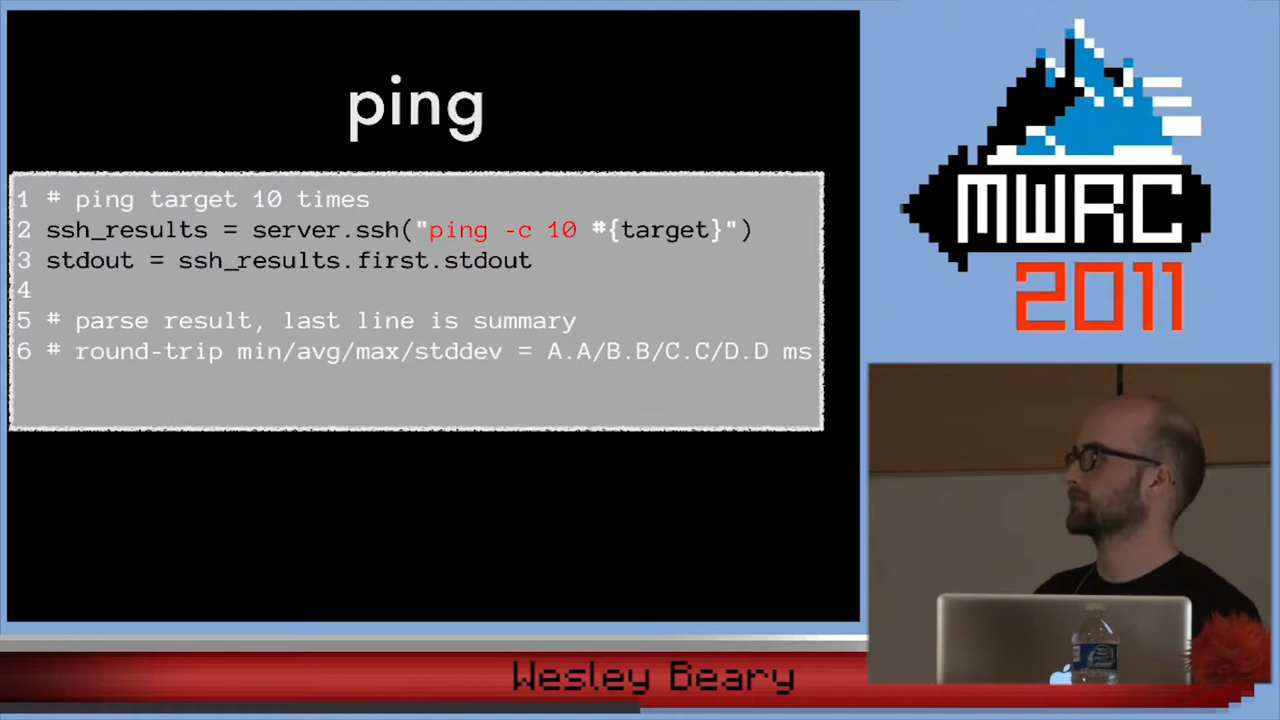 ping
1 # ping target 10 times
2 ssh_results = server.ssh("ping -c 10 #{target}")
3 stdout = ssh_results.first.stdout
4
5 # parse result, last line is summary
6 # round-trip min/avg/max/stddev = A.A/B.B/C.C/D.D ms
MWRC
2011
Wesley Beary